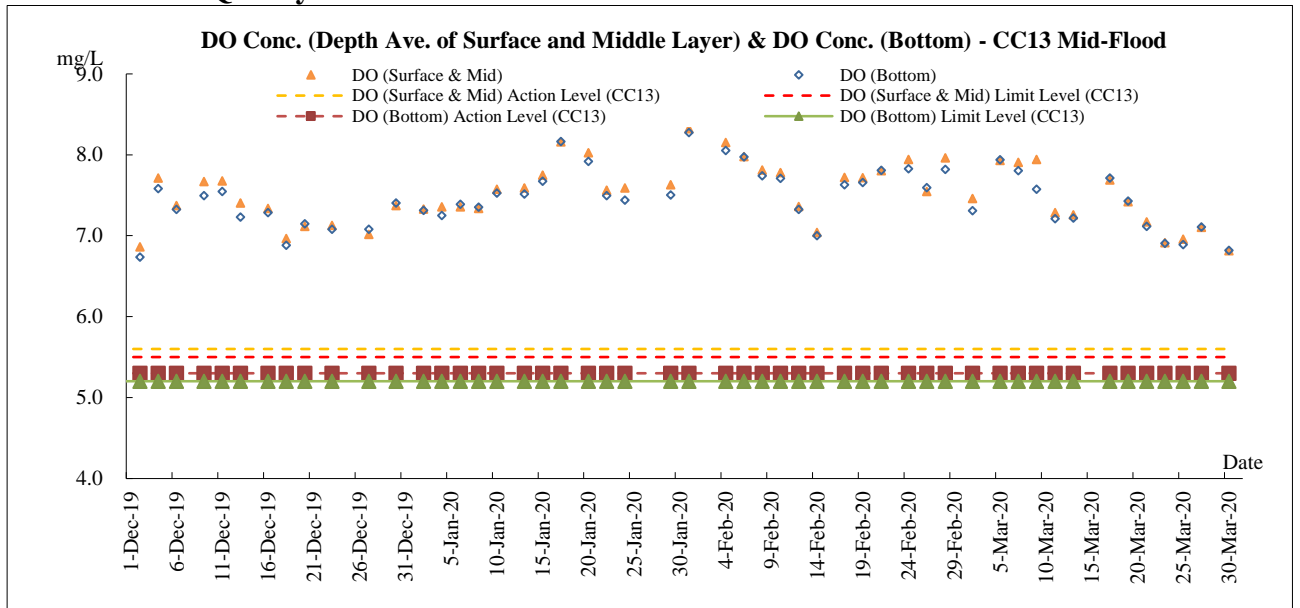 DO Conc. (Depth Ave. of Surface and Middle Layer) & DO Conc. (Bottom) - CC13 Mid-Flood
mg/L
DO (Surface & Mid)
DO (Bottom)
DO (Surface & Mid) Action Level (CC13)
DO (Surface & Mid) Limit Level (CC13)
DO (Bottom) Action Level (CC13)
DO (Bottom) Limit Level (CC13)
9.0
8.0
7.0
6.0
5.0
4.0
Date
1-Dec-19
6-Dec-19
11-Dec-19
16-Dec-19
21-Dec-19
26-Dec-19
31-Dec-19
5-Jan-20
10-Jan-20
15-Jan-20
20-Jan-20
25-Jan-20
30-Jan-20
4-Feb-20
9-Feb-20
14-Feb-20
19-Feb-20
24-Feb-20
29-Feb-20
5-Mar-20
10-Mar-20
15-Mar-20
20-Mar-20
25-Mar-20
30-Mar-20